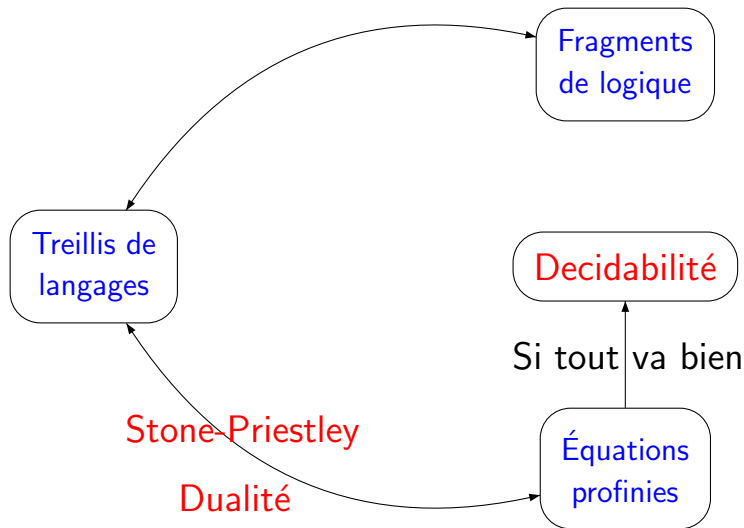 Fragments
de logique
Treillis de
langages
Decidabilité
Si tout va bien
Stone-Priestley
Dualité
Équations
profinies